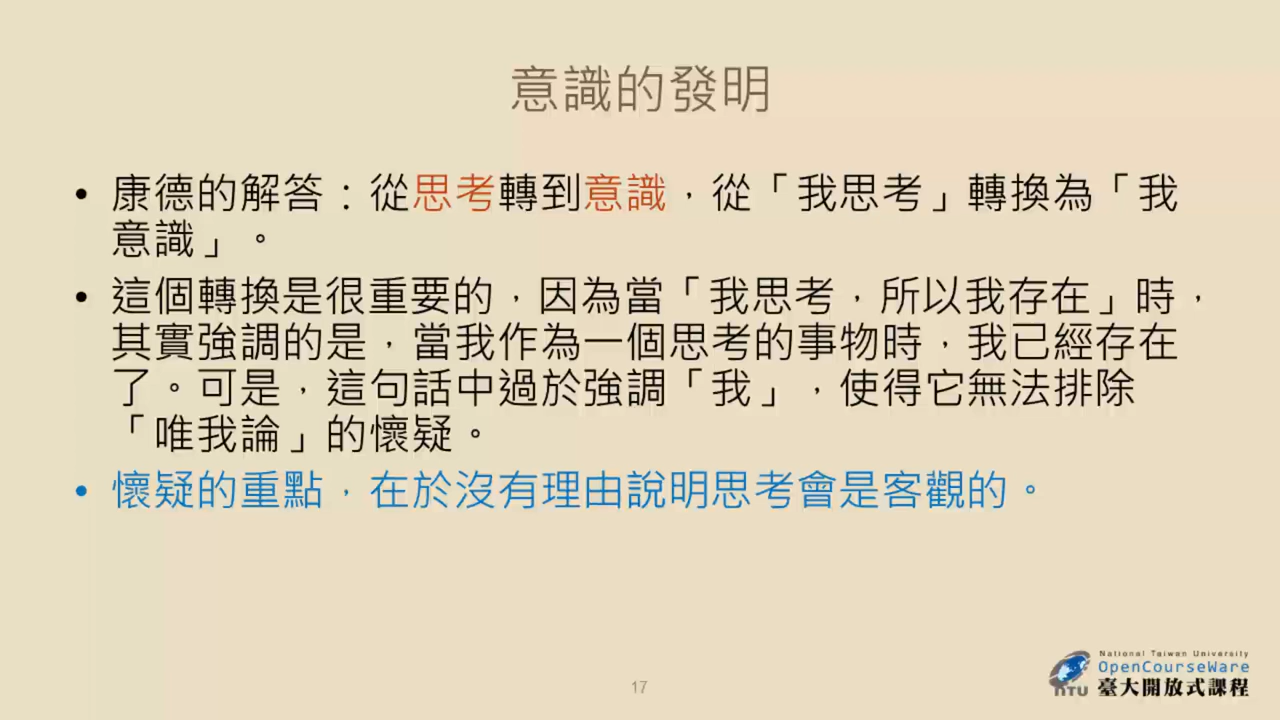 意識的發明
• 康德的解答：從思考轉到意識，從「我思考」轉換為「我
意識」。
• 這個轉換是很重要的，因為當「我思考，所以我存在」時，
其實強調的是，當我作為一個思考的事物時，我已經存在
了。可是，這句話中過於強調「我」，使得它無法排除
「唯我論」的懷疑。
• 懷疑的重點，在於沒有理由說明思考會是客觀的。
National Taiwan University
OpenCourseWare
NTU 臺大開放式課程
17